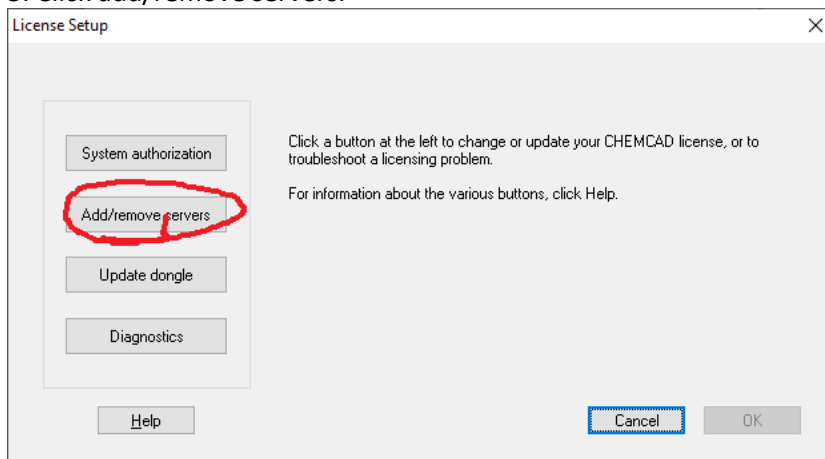 License Setup
System authorization
Click a button at the left to change or update your CHEMCAD license, or to
troubleshoot a licensing problem.
Add/remove servers
For information about the various buttons, click Help.
Update dongle
Diagnostics
Help
Cancel
OK